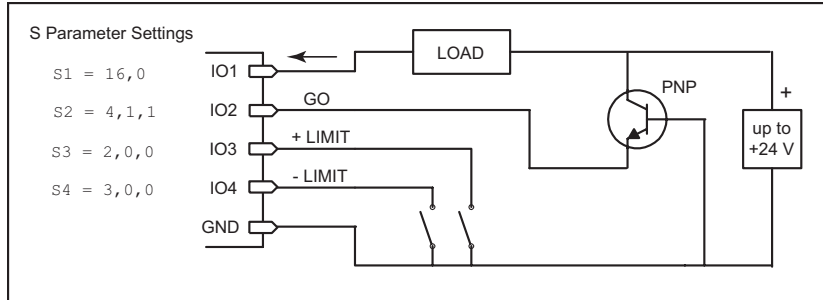 S Parameter Settings
S1 = 16,0
S2 = 4,1,1
S3 = 2,0,0
S4 = 3,0,0
IO1
IO2
IO3
IO4
GND
GO
+ LIMIT
- LIMIT
LOAD
PNP
+
up to
+24 V